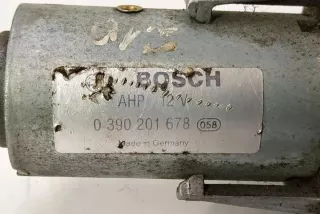 BOSCH
AHP 12V
0 390 201 678 058
Made in Germany